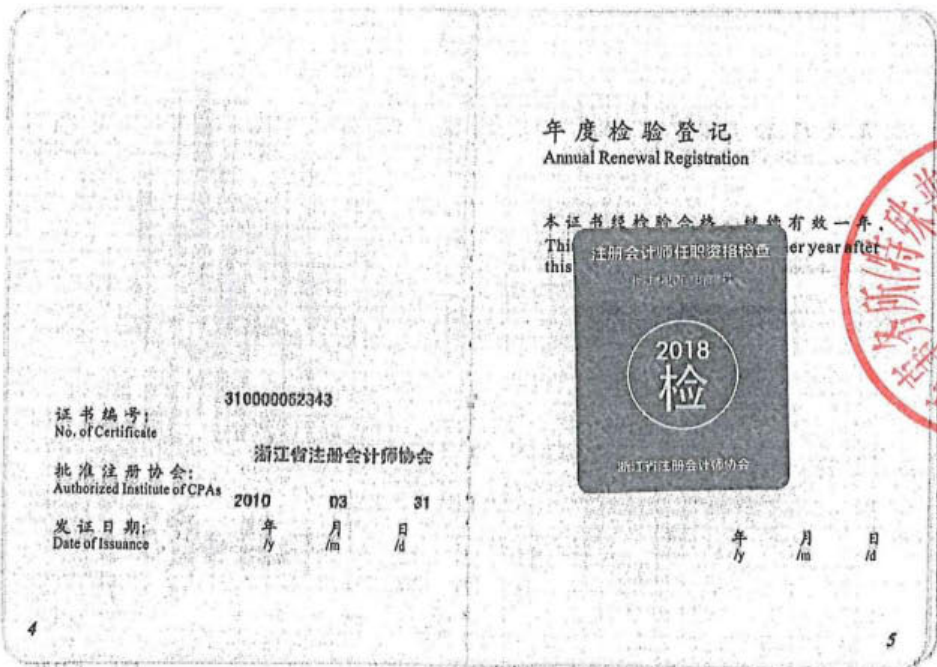 310000062343
证书编号:
No. of Certificate
浙江省注册会计师协会
批准注册协会:
Authorized Institute of CPAs
2010 03 31
发证日期: 年 月 日
Date of Issuance /y /m /d
4
年度检验登记
Annual Renewal Registration
本证书经检验合格,继续有效一年.
er year after
this
注册会计师任职资格检查
2018
检
浙江省注册会计师协会
年 月 日
/y /m /d
5
所(特殊普